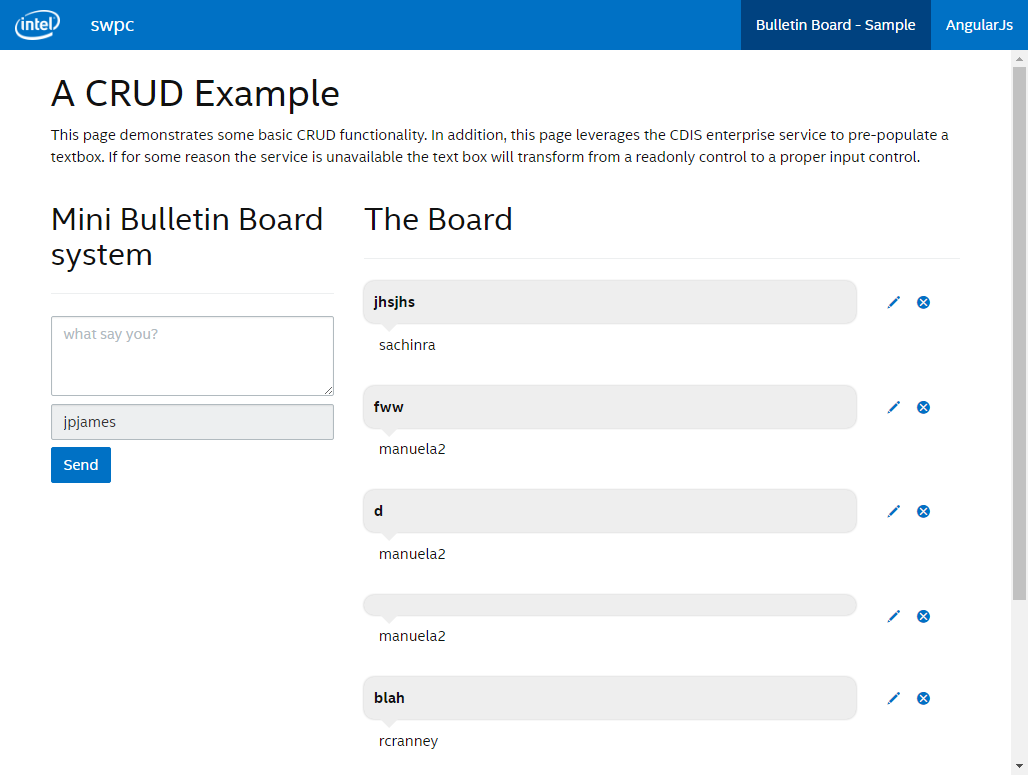 intel
swpc
Bulletin Board - Sample
AngularJs
A CRUD Example
This page demonstrates some basic CRUD functionality. In addition, this page leverages the CDIS enterprise service to pre-populate a
textbox. If for some reason the service is unavailable the text box will transform from a readonly control to a proper input control.
Mini Bulletin Board
system
what say you?
jpjames
Send
The Board
jhsjhs
sachinra
fww
manuela2
d
manuela2
manuela2
blah
rcranney